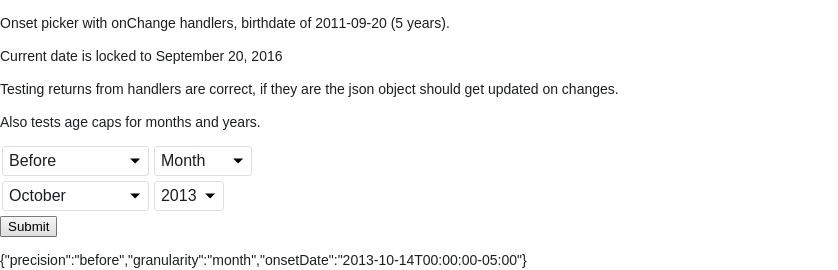 Onset picker with onChange handlers, birthdate of 2011-09-20 (5 years).
Current date is locked to September 20, 2016
Testing returns from handlers are correct, if they are the json object should get updated on changes.
Also tests age caps for months and years.
Before Month
October 2013
Submit
{"precision":"before","granularity":"month","onsetDate":"2013-10-14T00:00:00-05:00"}